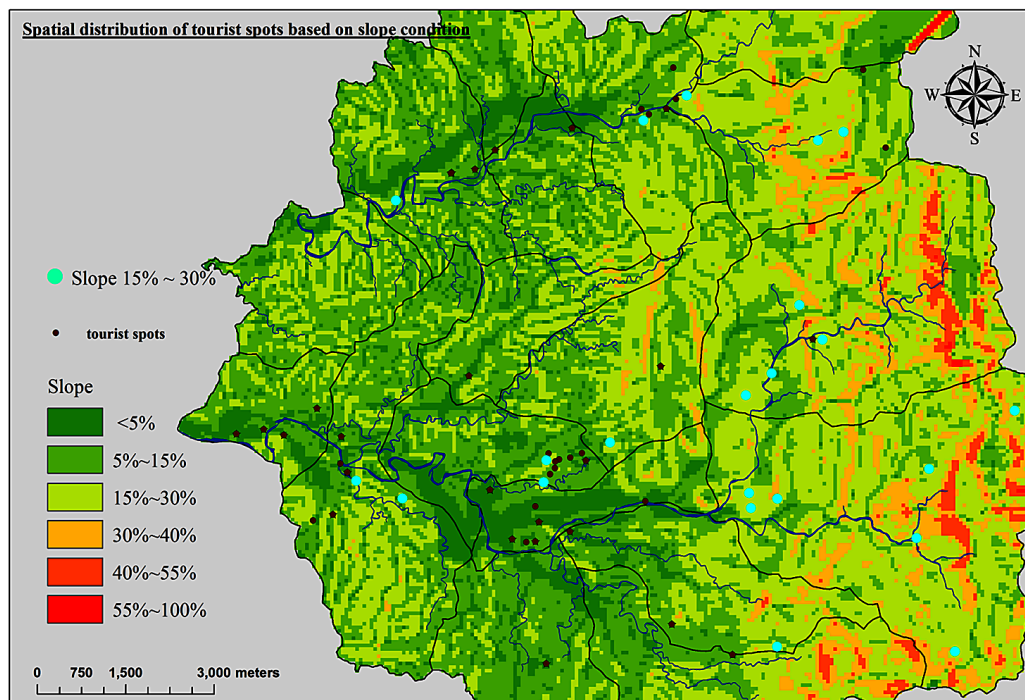 Spatial distribution of tourist spots based on slope condition
N
W
E
S
Slope 15% ~ 30%
tourist spots
Slope
<5%
5%~15%
15%~30%
30%~40%
40%~55%
55%~100%
0 750 1,500 3,000 meters